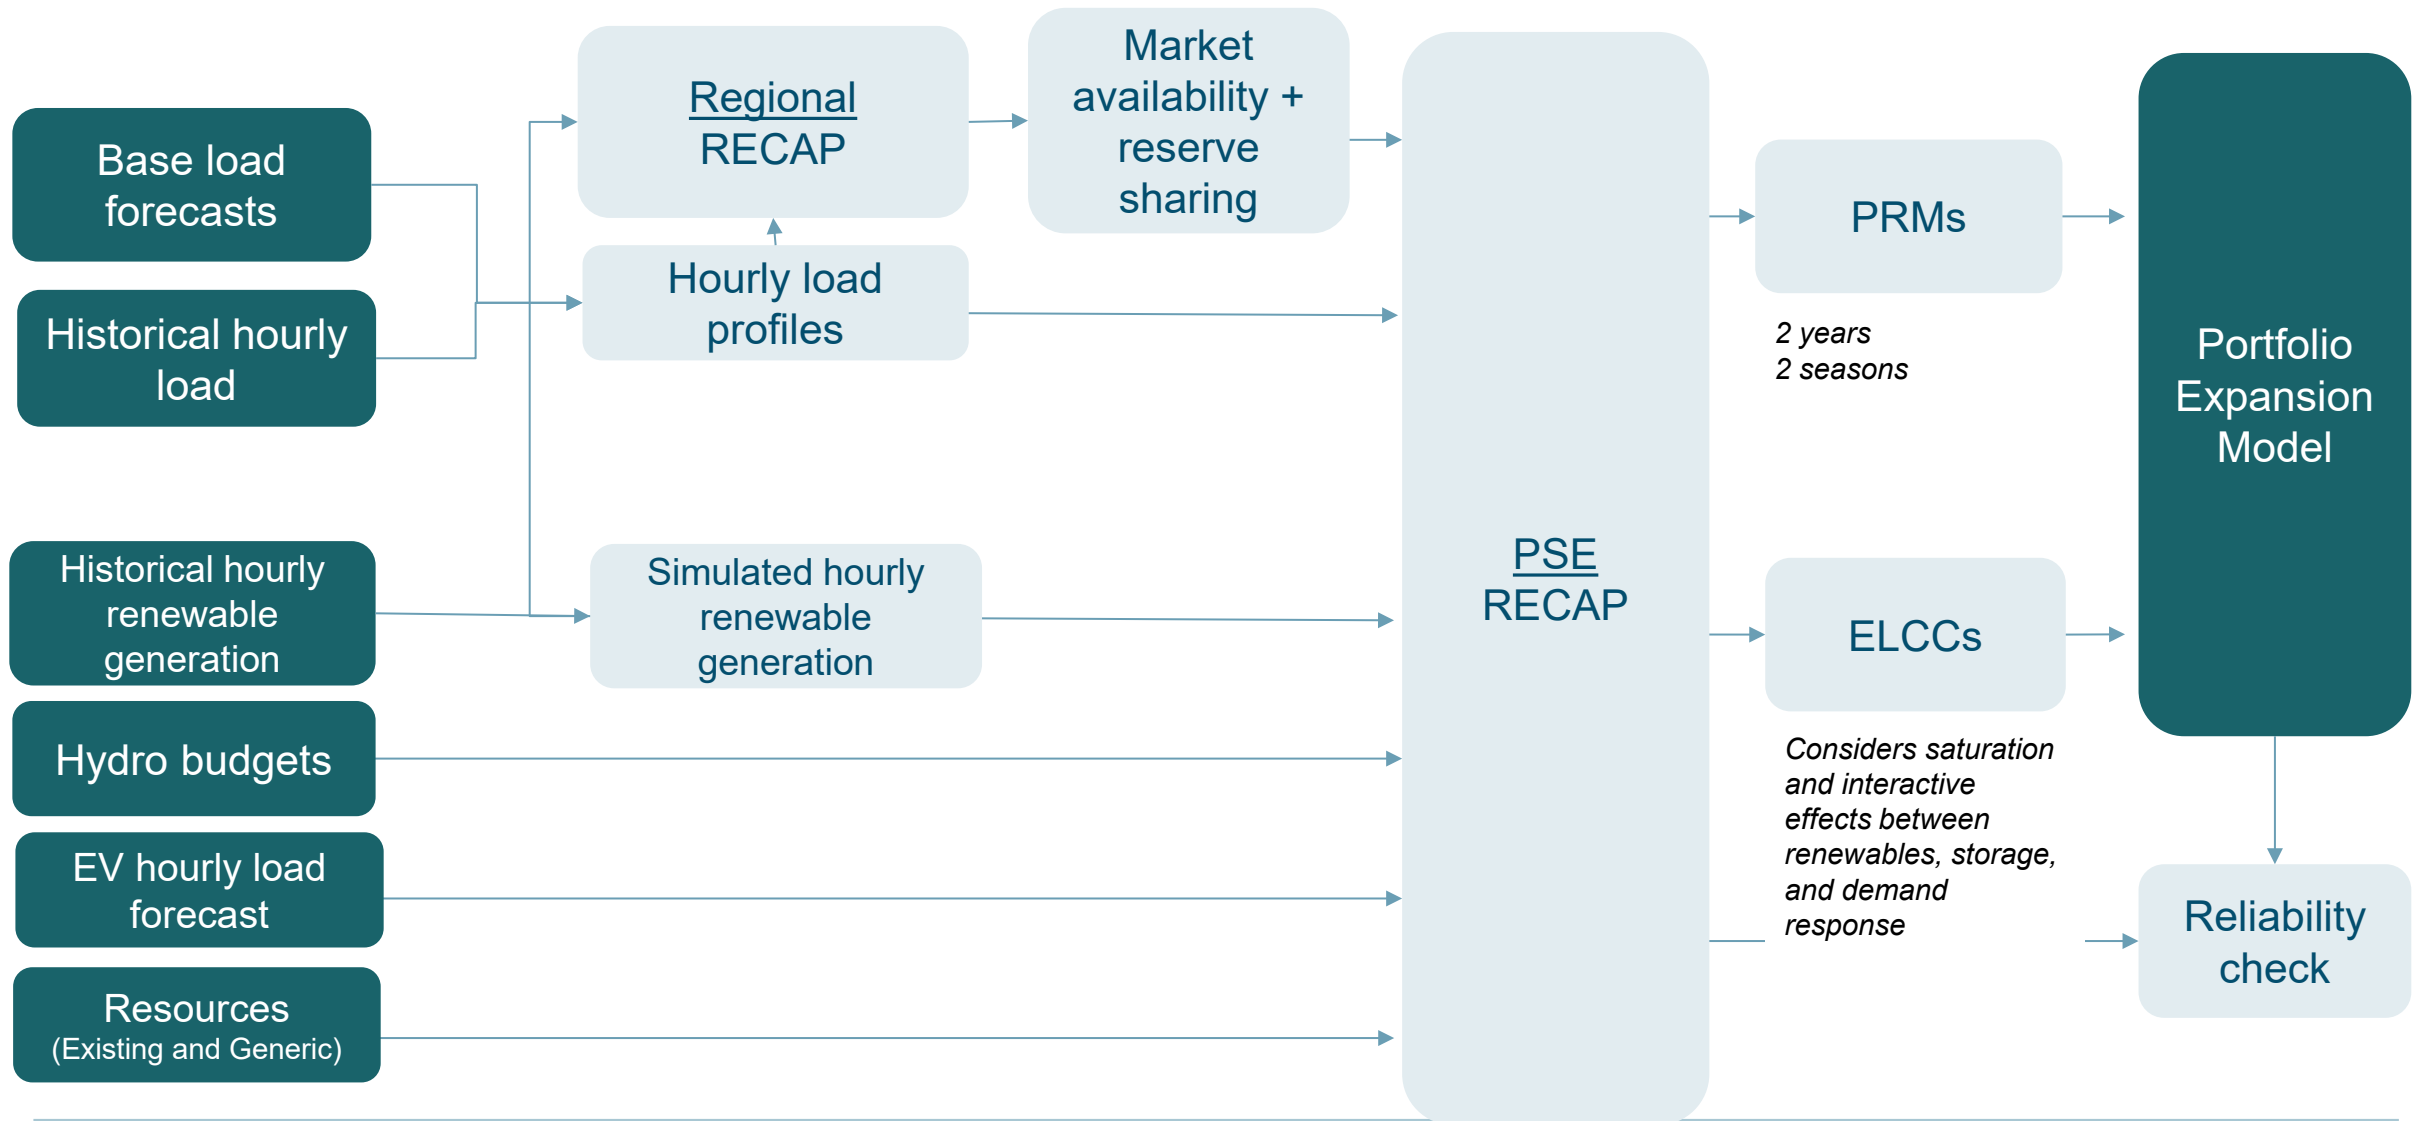 Base load
forecasts
Historical hourly
load
Historical hourly
renewable
generation
Hydro budgets
EV hourly load
forecast
Resources
(Existing and Generic)
Regional
RECAP
Hourly load
profiles
Simulated hourly
renewable
generation
Market
availability +
reserve
sharing
PSE
RECAP
PRMs
2 years
2 seasons
ELCCs
Considers saturation
and interactive
effects between
renewables, storage,
and demand
response
Portfolio
Expansion
Model
Reliability
check